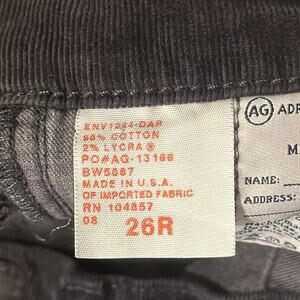 ENV1244-DAP
98% COTTON
2% LYCRA ®
PO#AG-13166
BW5867
MADE IN U.S.A.
OF IMPORTED FABRIC
RN 104857
08
26R
AG ADR
M
NAME:
ADDRESS: